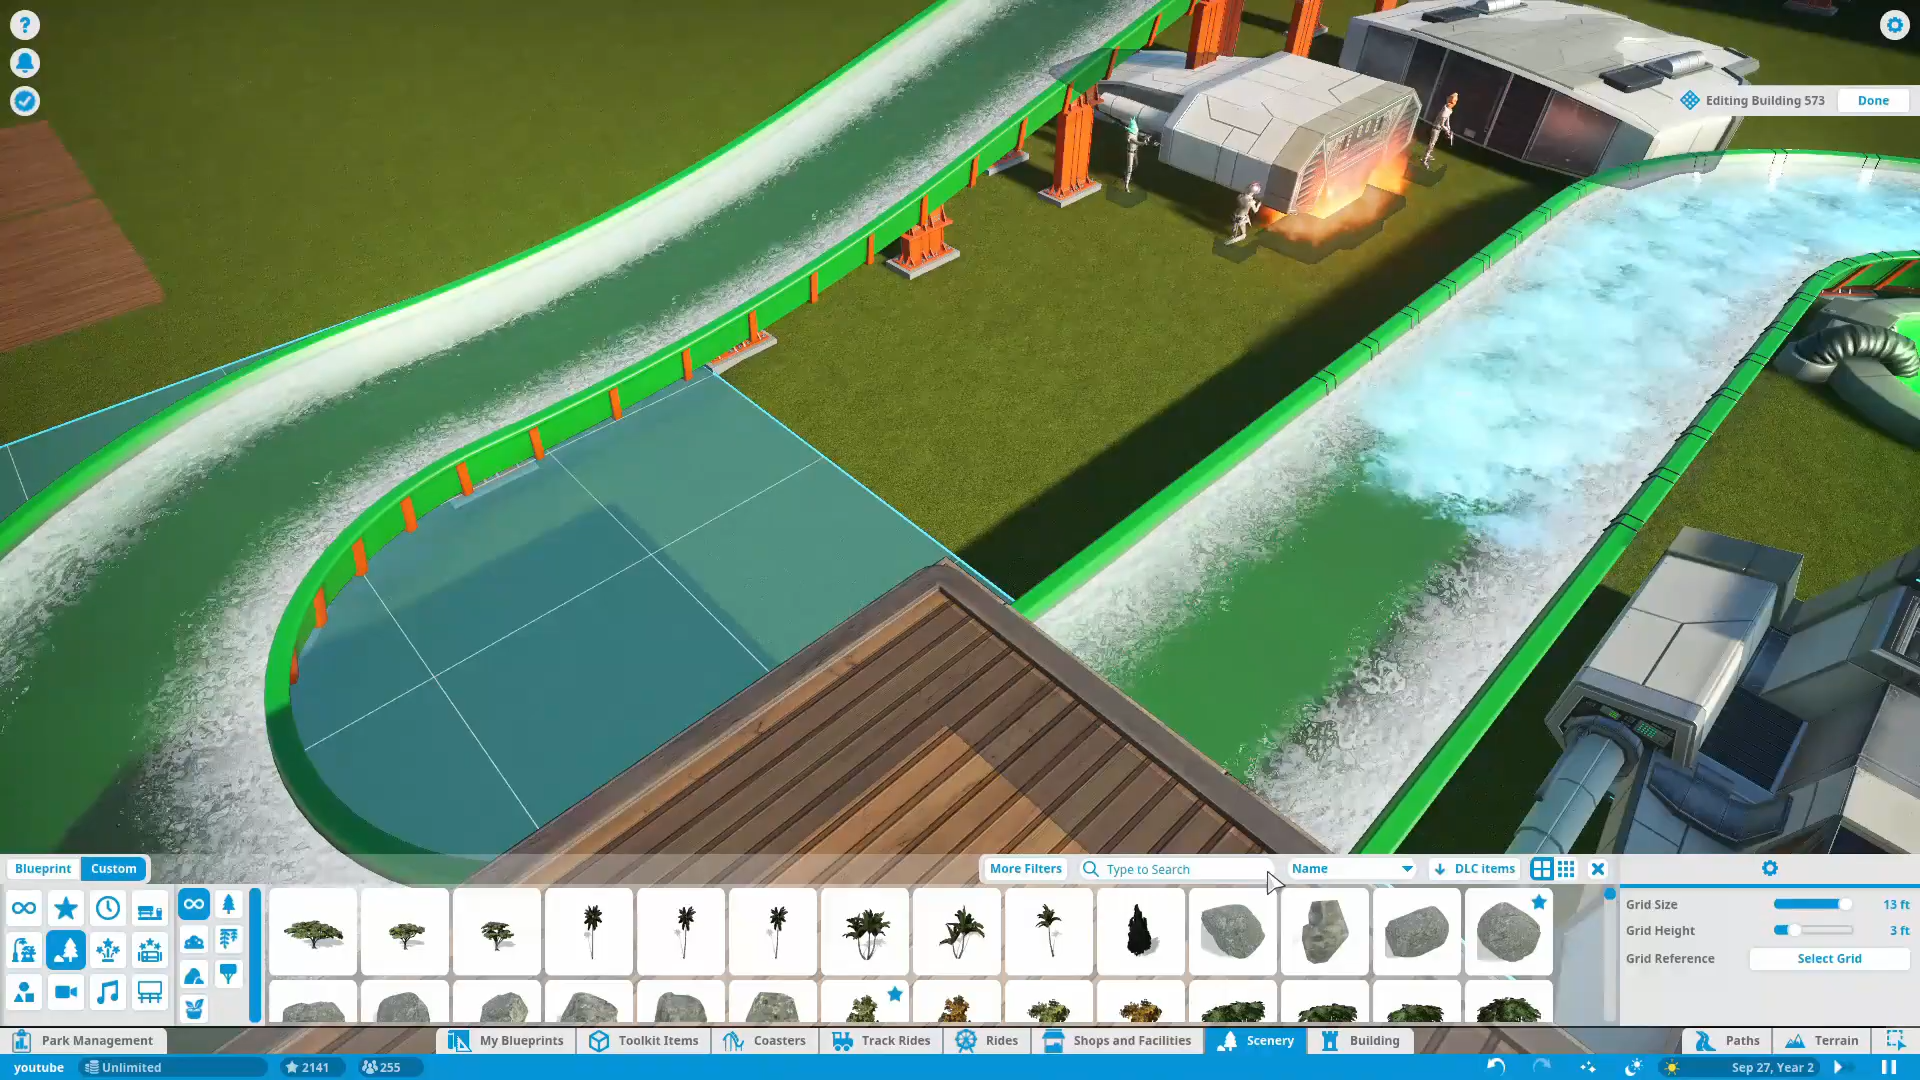 ?
Editing Building 573 Done
Blueprint Custom More Filters Type to Search Name DLC items
Grid Size 13 ft
Grid Height 3 ft
Grid Reference Select Grid
Park Management My Blueprints Toolkit Items Coasters Track Rides Rides Shops and Facilities Scenery Building Paths Terrain
youtube Unlimited 2141 255 Sep 27, Year 2